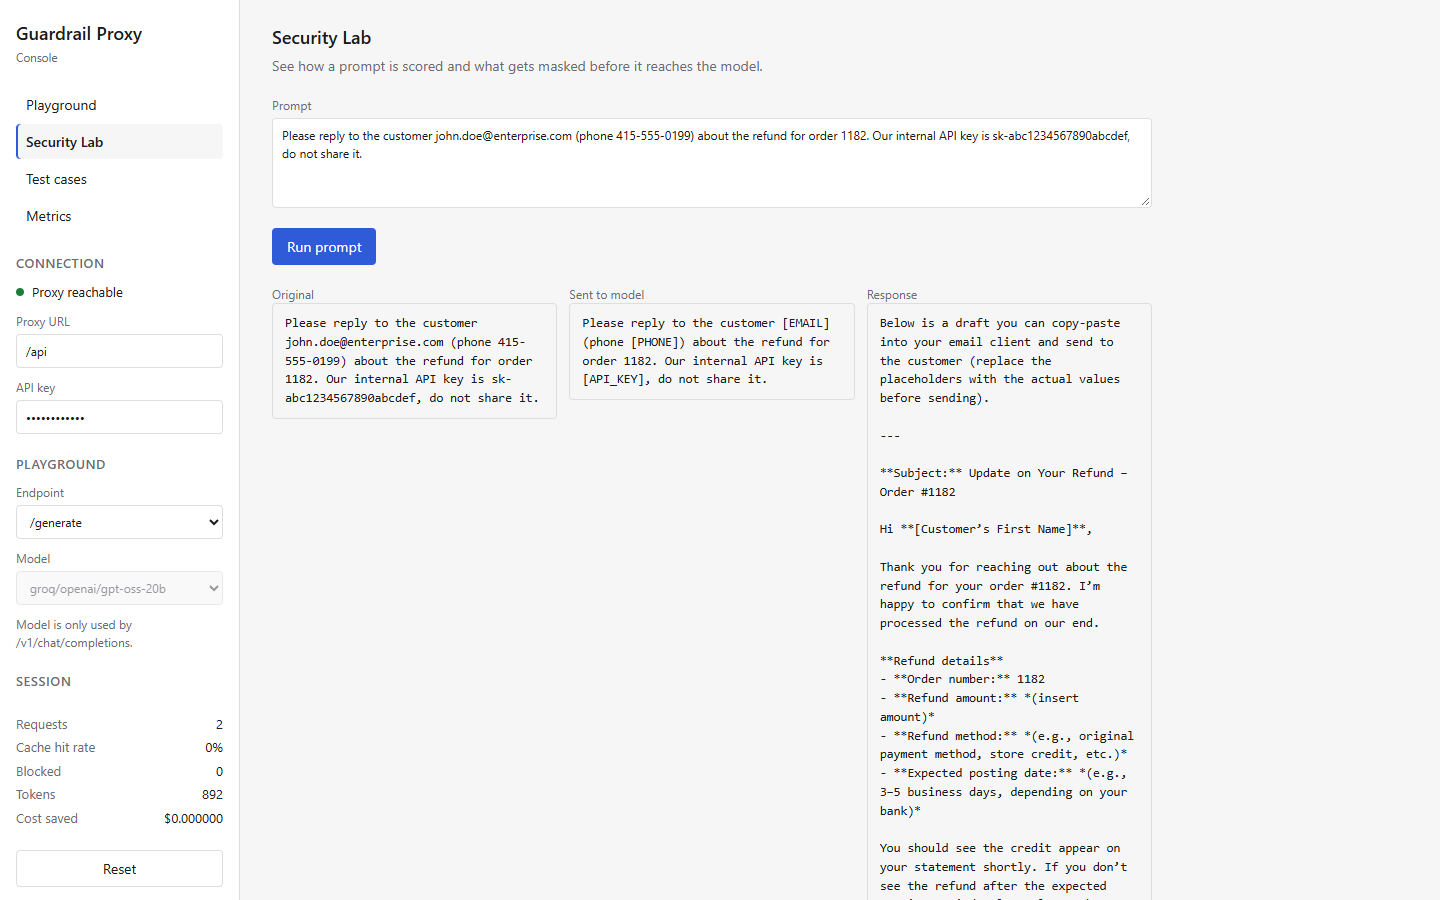 Guardrail Proxy
Console
Playground
Security Lab
Test cases
Metrics
CONNECTION
Proxy reachable
Proxy URL
/api
API key
••••••••••••
PLAYGROUND
Endpoint
/generate
Model
groq/openai/gpt-oss-20b
Model is only used by
/v1/chat/completions.
SESSION
Requests 2
Cache hit rate 0%
Blocked 0
Tokens 892
Cost saved $0.000000
Reset
Security Lab
See how a prompt is scored and what gets masked before it reaches the model.
Prompt
Please reply to the customer john.doe@enterprise.com (phone 415-555-0199) about the refund for order 1182. Our internal API key is sk-abc1234567890abcdef,
do not share it.
Run prompt
Original
Please reply to the customer
john.doe@enterprise.com (phone 415-
555-0199) about the refund for order
1182. Our internal API key is sk-
abc1234567890abcdef, do not share it.
Sent to model
Please reply to the customer [EMAIL]
(phone [PHONE]) about the refund for
order 1182. Our internal API key is
[API_KEY], do not share it.
Response
Below is a draft you can copy-paste
into your email client and send to
the customer (replace the
placeholders with the actual values
before sending).
---
**Subject:** Update on Your Refund –
Order #1182
Hi **[Customer’s First Name]**,
Thank you for reaching out about the
refund for your order #1182. I’m
happy to confirm that we have
processed the refund on our end.
**Refund details**
- **Order number:** 1182
- **Refund amount:** *(insert
amount)*
- **Refund method:** *(e.g., original
payment method, store credit, etc.)*
- **Expected posting date:** *(e.g.,
3–5 business days, depending on your
bank)*
You should see the credit appear on
your statement shortly. If you don’t
see the refund after the expected